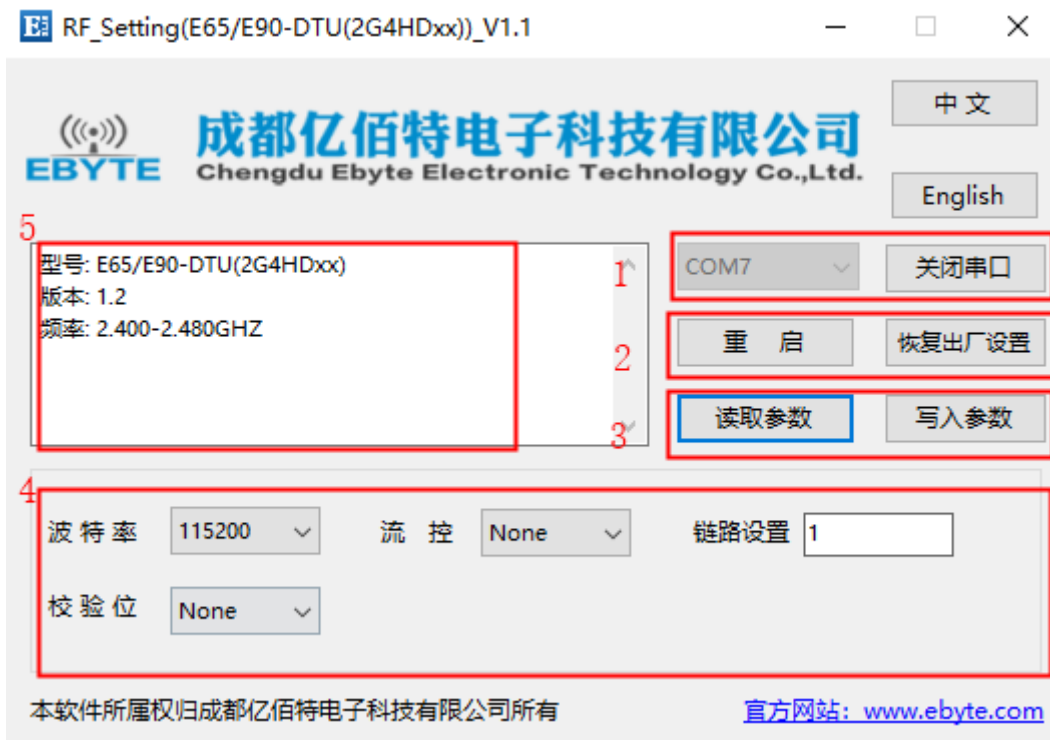 RF_Setting(E65/E90-DTU(2G4HDxx))_V1.1
中 文
EBYTE
成都亿佰特电子科技有限公司
Chengdu Ebyte Electronic Technology Co.,Ltd.
English
5
型号: E65/E90-DTU(2G4HDxx)
版本: 1.2
频率: 2.400-2.480GHZ
1
COM7 关闭串口
2
重 启 恢复出厂设置
3
读取参数 写入参数
4
波 特 率 115200 流 控 None 链路设置 1
校 验 位 None
本软件所属权归成都亿佰特电子科技有限公司所有 官方网站：www.ebyte.com